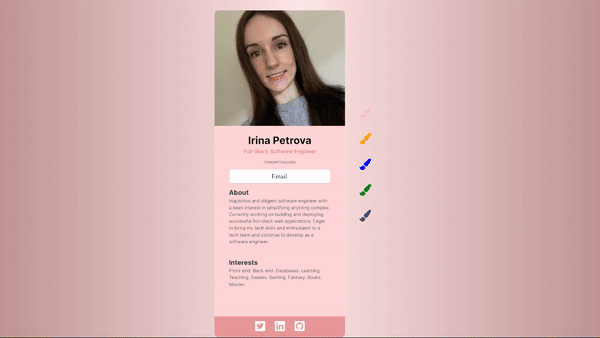 Irina Petrova
Full-Stack Software Engineer
Email
About
Inquisitive and diligent software engineer with
a keen interest in simplifying anything complex.
Currently working on building and deploying
successful full-stack web applications. Eager
to bring my tech skills and enthusiasm to a
tech team and continue to develop as a
software engineer.
Interests
Front-end. Back-end. Databases. Learning.
Teaching. Sweets. Gaming. Fantasy. Books.
Movies.